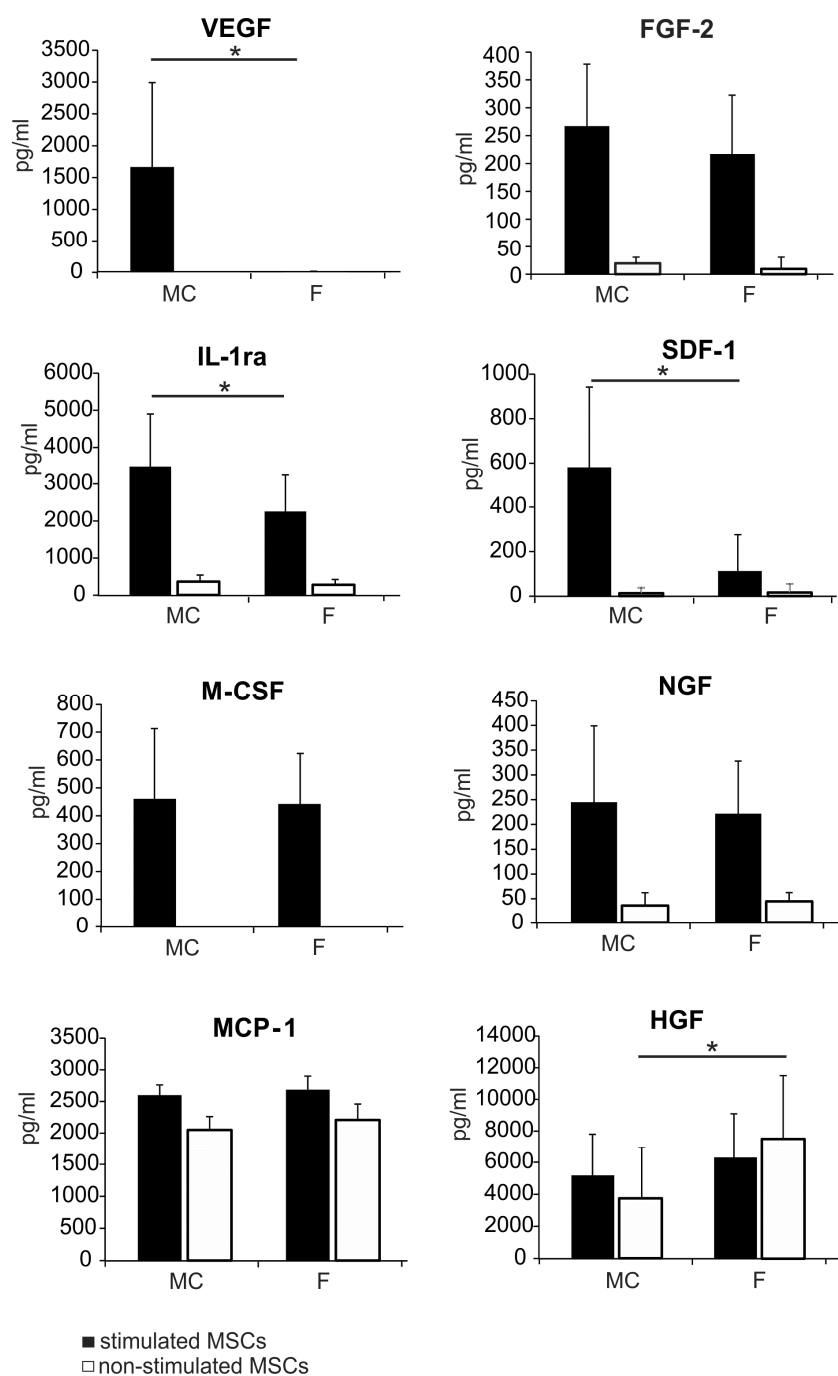 VEGF
3500
3000
2500
2000
1500
1000
500
0
pg/ml
*
MC F
FGF-2
400
350
300
250
200
150
100
50
0
pg/ml
MC F
IL-1ra
6000
5000
4000
3000
2000
1000
0
pg/ml
*
MC F
SDF-1
1000
800
600
400
200
0
pg/ml
*
MC F
M-CSF
800
700
600
500
400
300
200
100
0
pg/ml
MC F
NGF
450
400
350
300
250
200
150
100
50
0
pg/ml
MC F
MCP-1
3500
3000
2500
2000
1500
1000
500
0
pg/ml
MC F
HGF
14000
12000
10000
8000
6000
4000
2000
0
pg/ml
*
MC F
stimulated MSCs
non-stimulated MSCs